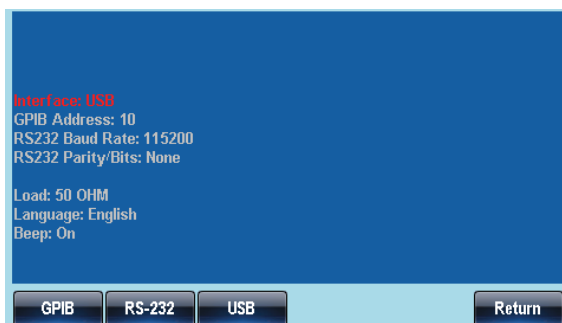 Interface: USB
GPIB Address: 10
RS232 Baud Rate: 115200
RS232 Parity/Bits: None
Load: 50 OHM
Language: English
Beep: On
GPIB RS-232 USB Return